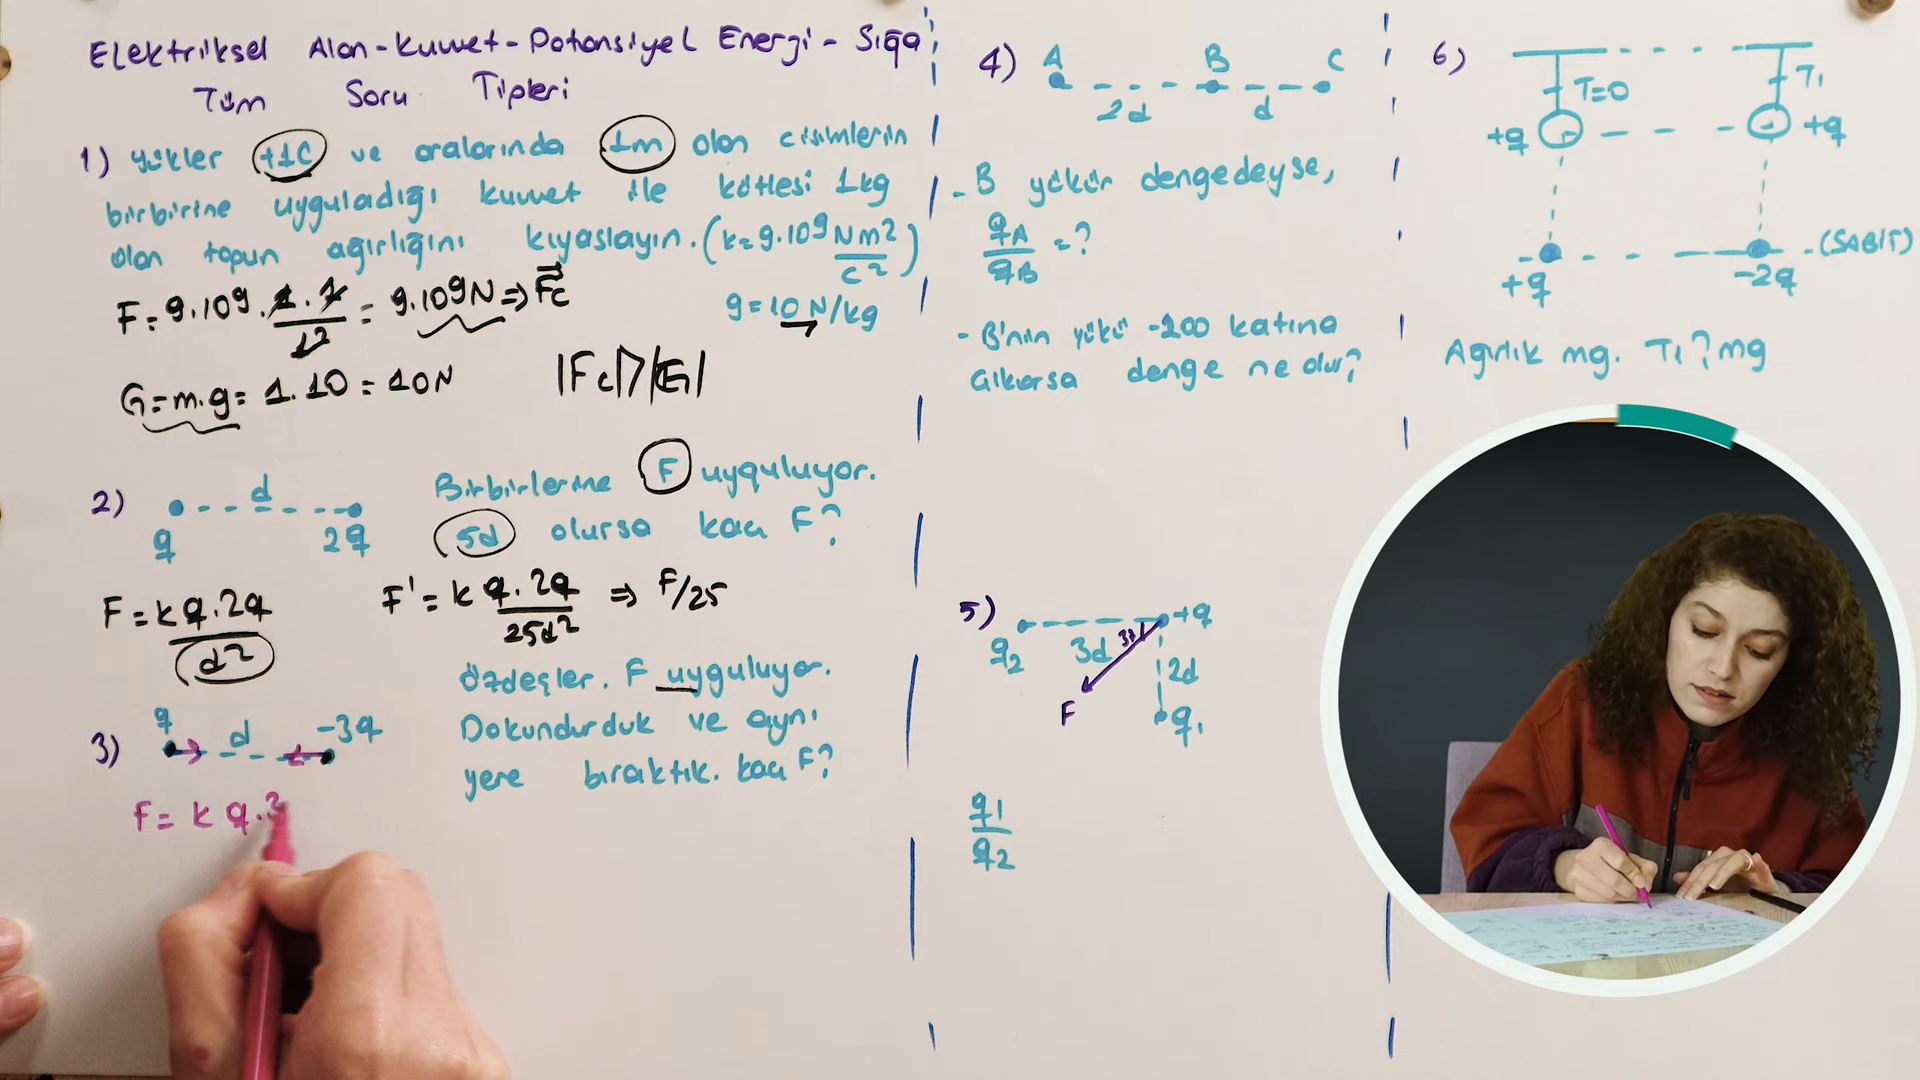 Elektriksel Alan-Kuvvet-Potansiyel Enerji - Sığa
Tüm Soru Tipleri
1) Yükler +1C ve aralarında 1m olan cisimlerin
birbirine uyguladığı kuvvet ile kütlesi 1kg
olan topun ağırlığını kıyaslayın. (k=9.10⁹ Nm²/C²)
g=10 N/kg
F=9.10⁹.1.1/1² = 9.10⁹N ⇒ Fc
G=m.g= 1.10=10N
|Fc|>|G|
2) d
q 2q
Birbirlerine F uyguluyor.
5d olursa kaç F?
F=k q.2q/d²
F'=k q.2q/25d² ⇒ F/25
3) q d -3q
Özdeşler. F uyguluyor.
Dokundurduk ve aynı
yere bıraktık. kaç F?
F= k q.3
4) A B C
2d d
- B yükü dengedeyse,
qA/qB =?
- B'nin yükü -200 katına
çıkarsa denge ne olur?
5) q2 3d +q
37
2d
F
q1
q1/q2
6) T=0 T1
+q +q
+q -2q -(SABİT)
Ağırlık mg. T1?mg